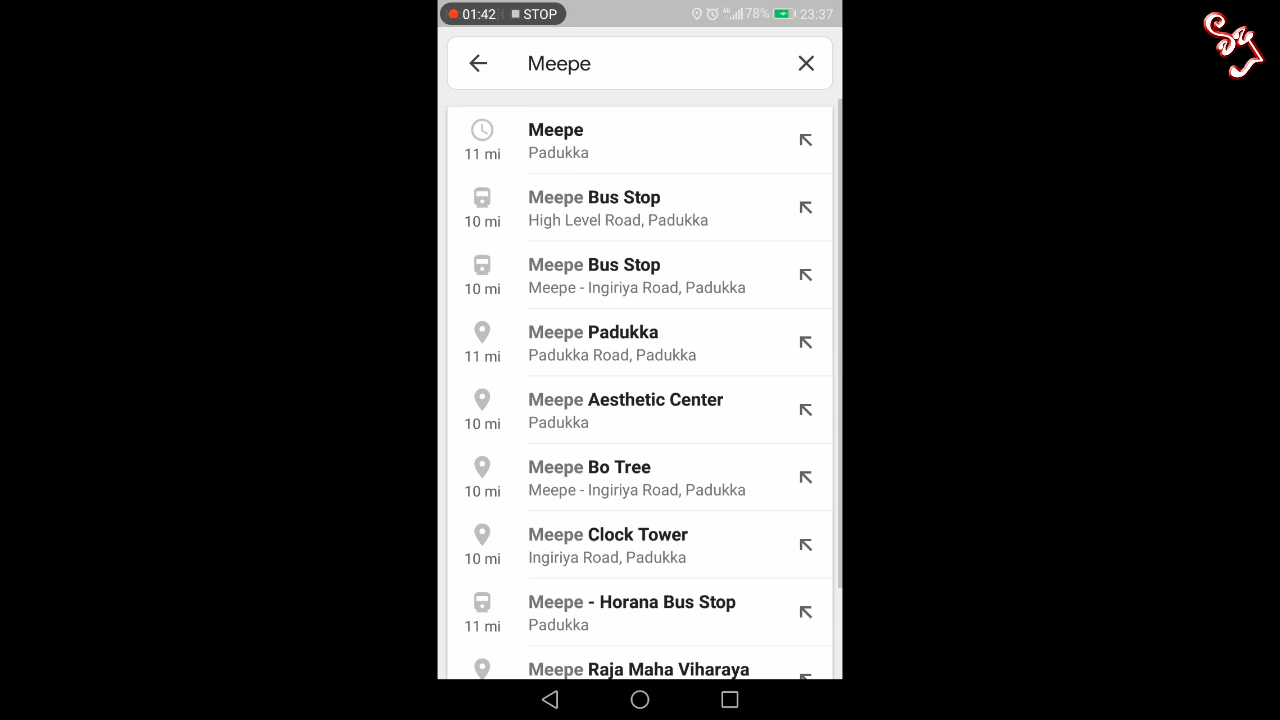 01:42 STOP 4G 78% 23:37
Meepe
Meepe
11 mi Padukka
Meepe Bus Stop
10 mi High Level Road, Padukka
Meepe Bus Stop
10 mi Meepe - Ingiriya Road, Padukka
Meepe Padukka
11 mi Padukka Road, Padukka
Meepe Aesthetic Center
10 mi Padukka
Meepe Bo Tree
10 mi Meepe - Ingiriya Road, Padukka
Meepe Clock Tower
10 mi Ingiriya Road, Padukka
Meepe - Horana Bus Stop
11 mi Padukka
Meepe Raja Maha Viharaya